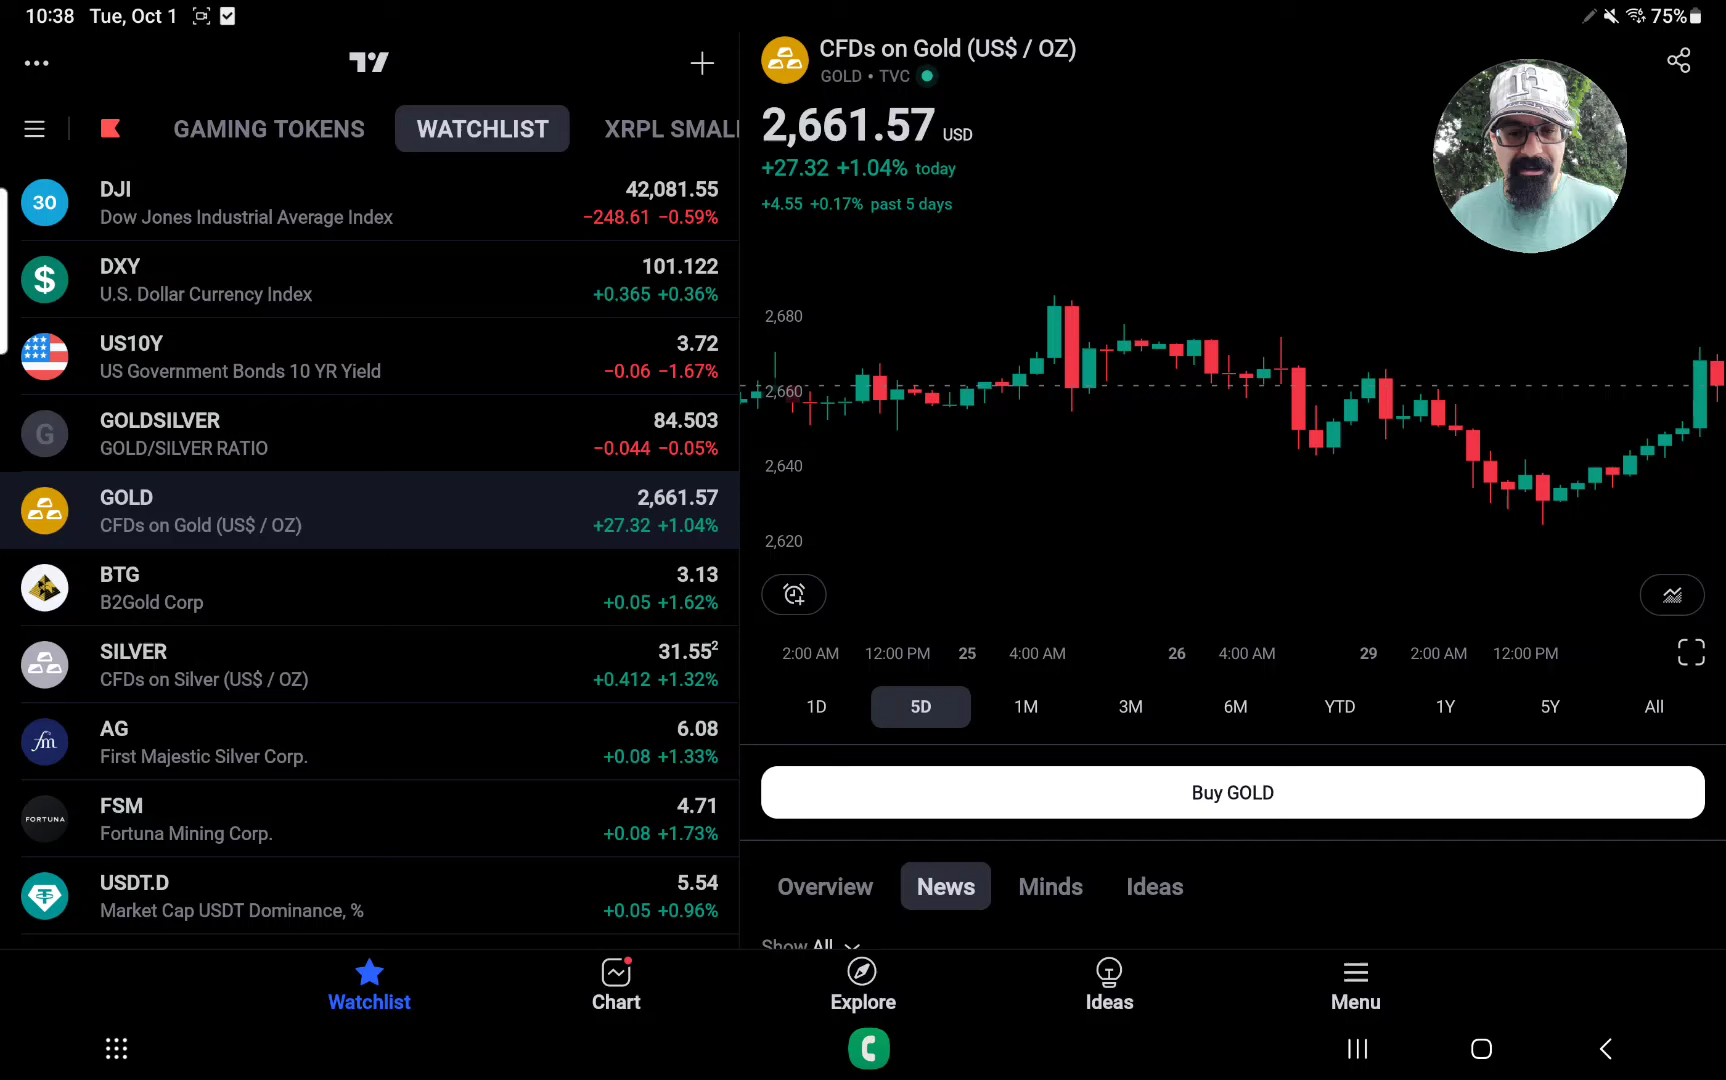 10:38 Tue, Oct 1
75%
GAMING TOKENS
WATCHLIST
XRPL SMALL
30
DJI
42,081.55
Dow Jones Industrial Average Index
−248.61 −0.59%
$
DXY
101.122
U.S. Dollar Currency Index
+0.365 +0.36%
US10Y
3.72
US Government Bonds 10 YR Yield
−0.06 −1.67%
G
GOLDSILVER
84.503
GOLD/SILVER RATIO
−0.044 −0.05%
GOLD
2,661.57
CFDs on Gold (US$ / OZ)
+27.32 +1.04%
BTG
3.13
B2Gold Corp
+0.05 +1.62%
SILVER
31.55²
CFDs on Silver (US$ / OZ)
+0.412 +1.32%
fm
AG
6.08
First Majestic Silver Corp.
+0.08 +1.33%
FORTUNA
FSM
4.71
Fortuna Mining Corp.
+0.08 +1.73%
USDT.D
5.54
Market Cap USDT Dominance, %
+0.05 +0.96%
CFDs on Gold (US$ / OZ)
GOLD • TVC
2,661.57 USD
+27.32 +1.04% today
+4.55 +0.17% past 5 days
2,680
2,660
2,640
2,620
2:00 AM 12:00 PM 25 4:00 AM 26 4:00 AM 29 2:00 AM 12:00 PM
1D 5D 1M 3M 6M YTD 1Y 5Y All
Buy GOLD
Overview News Minds Ideas
Show All
Watchlist
Chart
Explore
Ideas
Menu